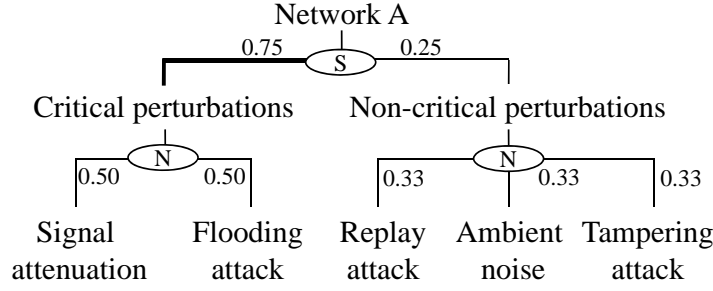 Network A
0.75
0.25
S
Critical perturbations
Non-critical perturbations
N
N
0.50
0.50
0.33
0.33
0.33
Signal
attenuation
Flooding
attack
Replay
attack
Ambient
noise
Tampering
attack